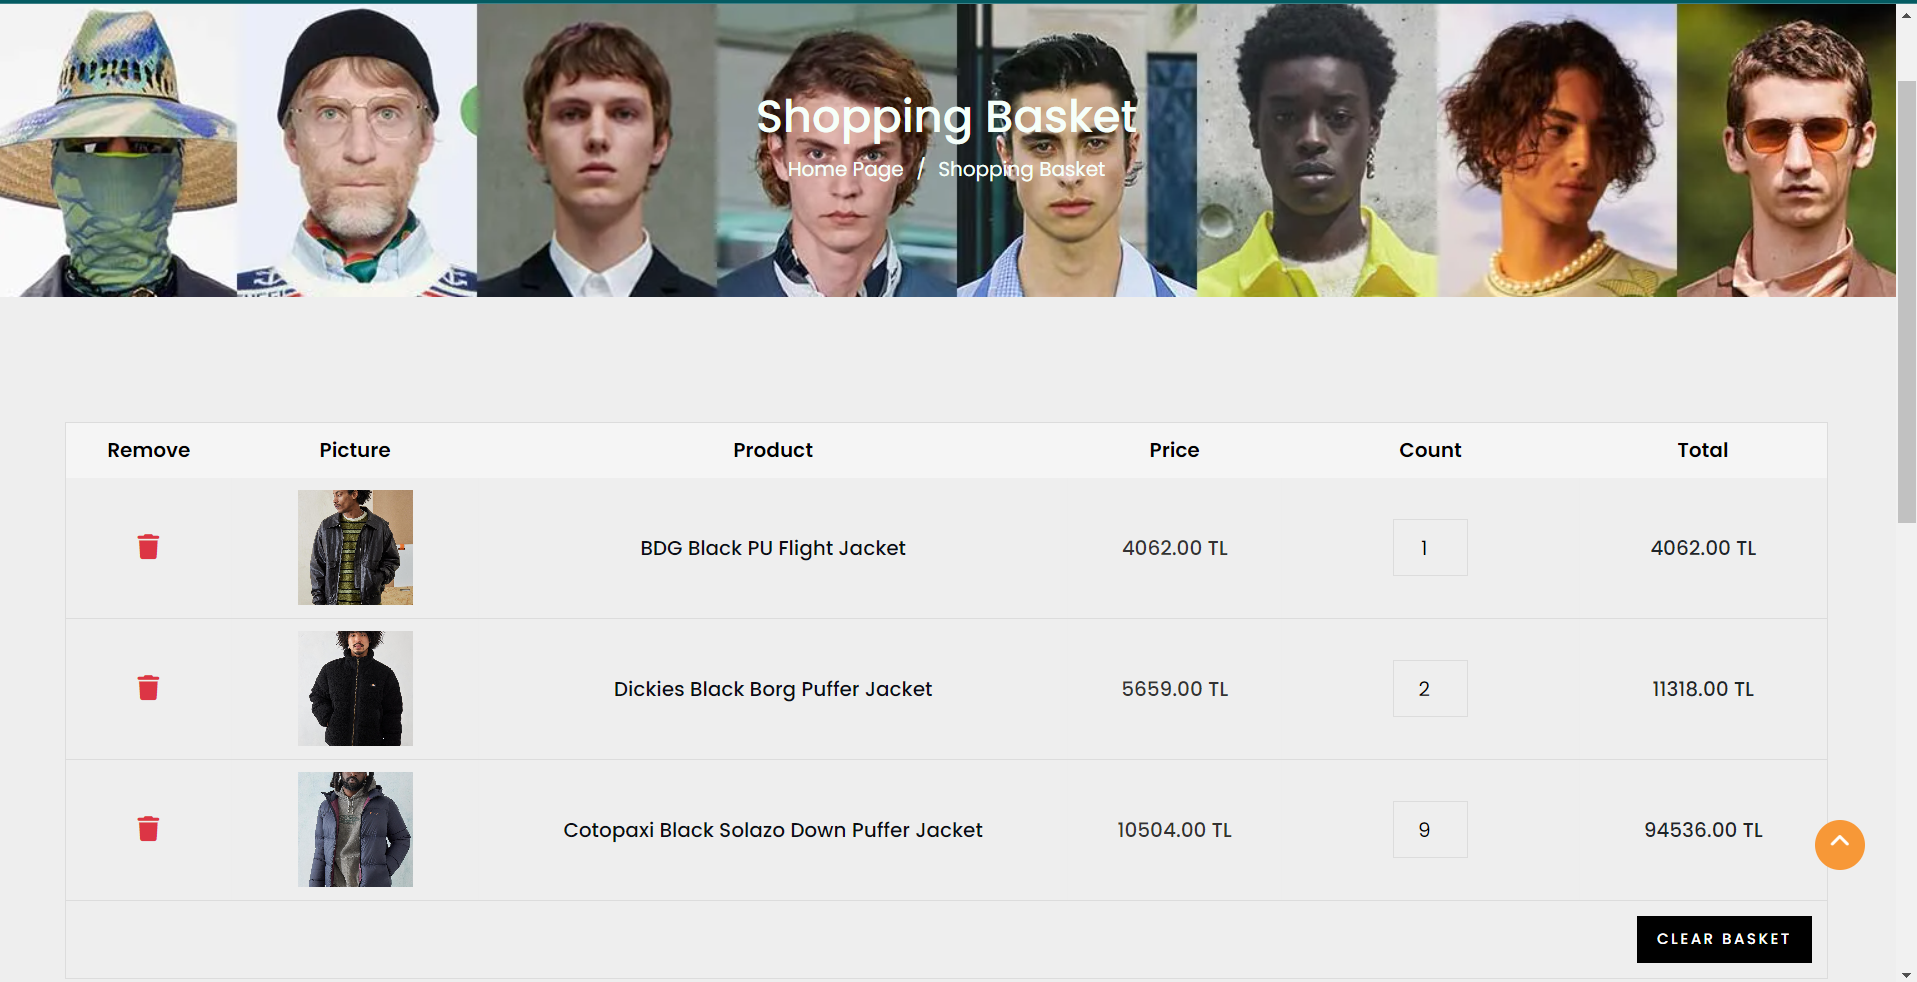 Shopping Basket
Home Page / Shopping Basket
Remove Picture Product Price Count Total
BDG Black PU Flight Jacket 4062.00 TL 1 4062.00 TL
Dickies Black Borg Puffer Jacket 5659.00 TL 2 11318.00 TL
Cotopaxi Black Solazo Down Puffer Jacket 10504.00 TL 9 94536.00 TL
CLEAR BASKET